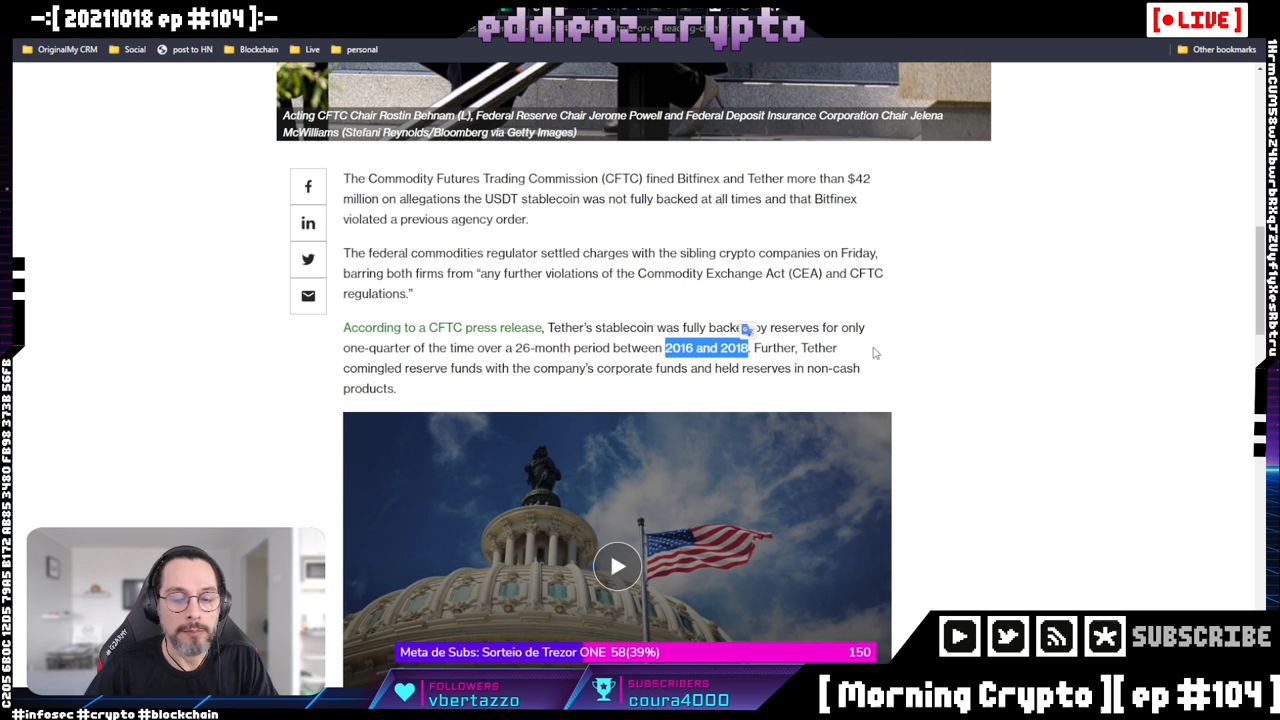 -:[ 20211018 ep #104 ]:-
eddieoz.crypto
[ LIVE ]
OriginalMy CRM
Social
post to HN
Blockchain
Live
personal
Other bookmarks
Acting CFTC Chair Rostin Behnam (L), Federal Reserve Chair Jerome Powell and Federal Deposit Insurance Corporation Chair Jelena
McWilliams (Stefani Reynolds/Bloomberg via Getty Images)
The Commodity Futures Trading Commission (CFTC) fined Bitfinex and Tether more than $42
million on allegations the USDT stablecoin was not fully backed at all times and that Bitfinex
violated a previous agency order.
The federal commodities regulator settled charges with the sibling crypto companies on Friday,
barring both firms from “any further violations of the Commodity Exchange Act (CEA) and CFTC
regulations.”
According to a CFTC press release, Tether’s stablecoin was fully backed by reserves for only
one-quarter of the time over a 26-month period between 2016 and 2018. Further, Tether
comingled reserve funds with the company’s corporate funds and held reserves in non-cash
products.
Meta de Subs: Sorteio de Trezor ONE 58(39%)
150
SUBSCRIBE
FOLLOWERS
vbertazzo
SUBSCRIBERS
coura4000
[ Morning Crypto ][ ep #104 ]
#infosec #crypto #blockchain